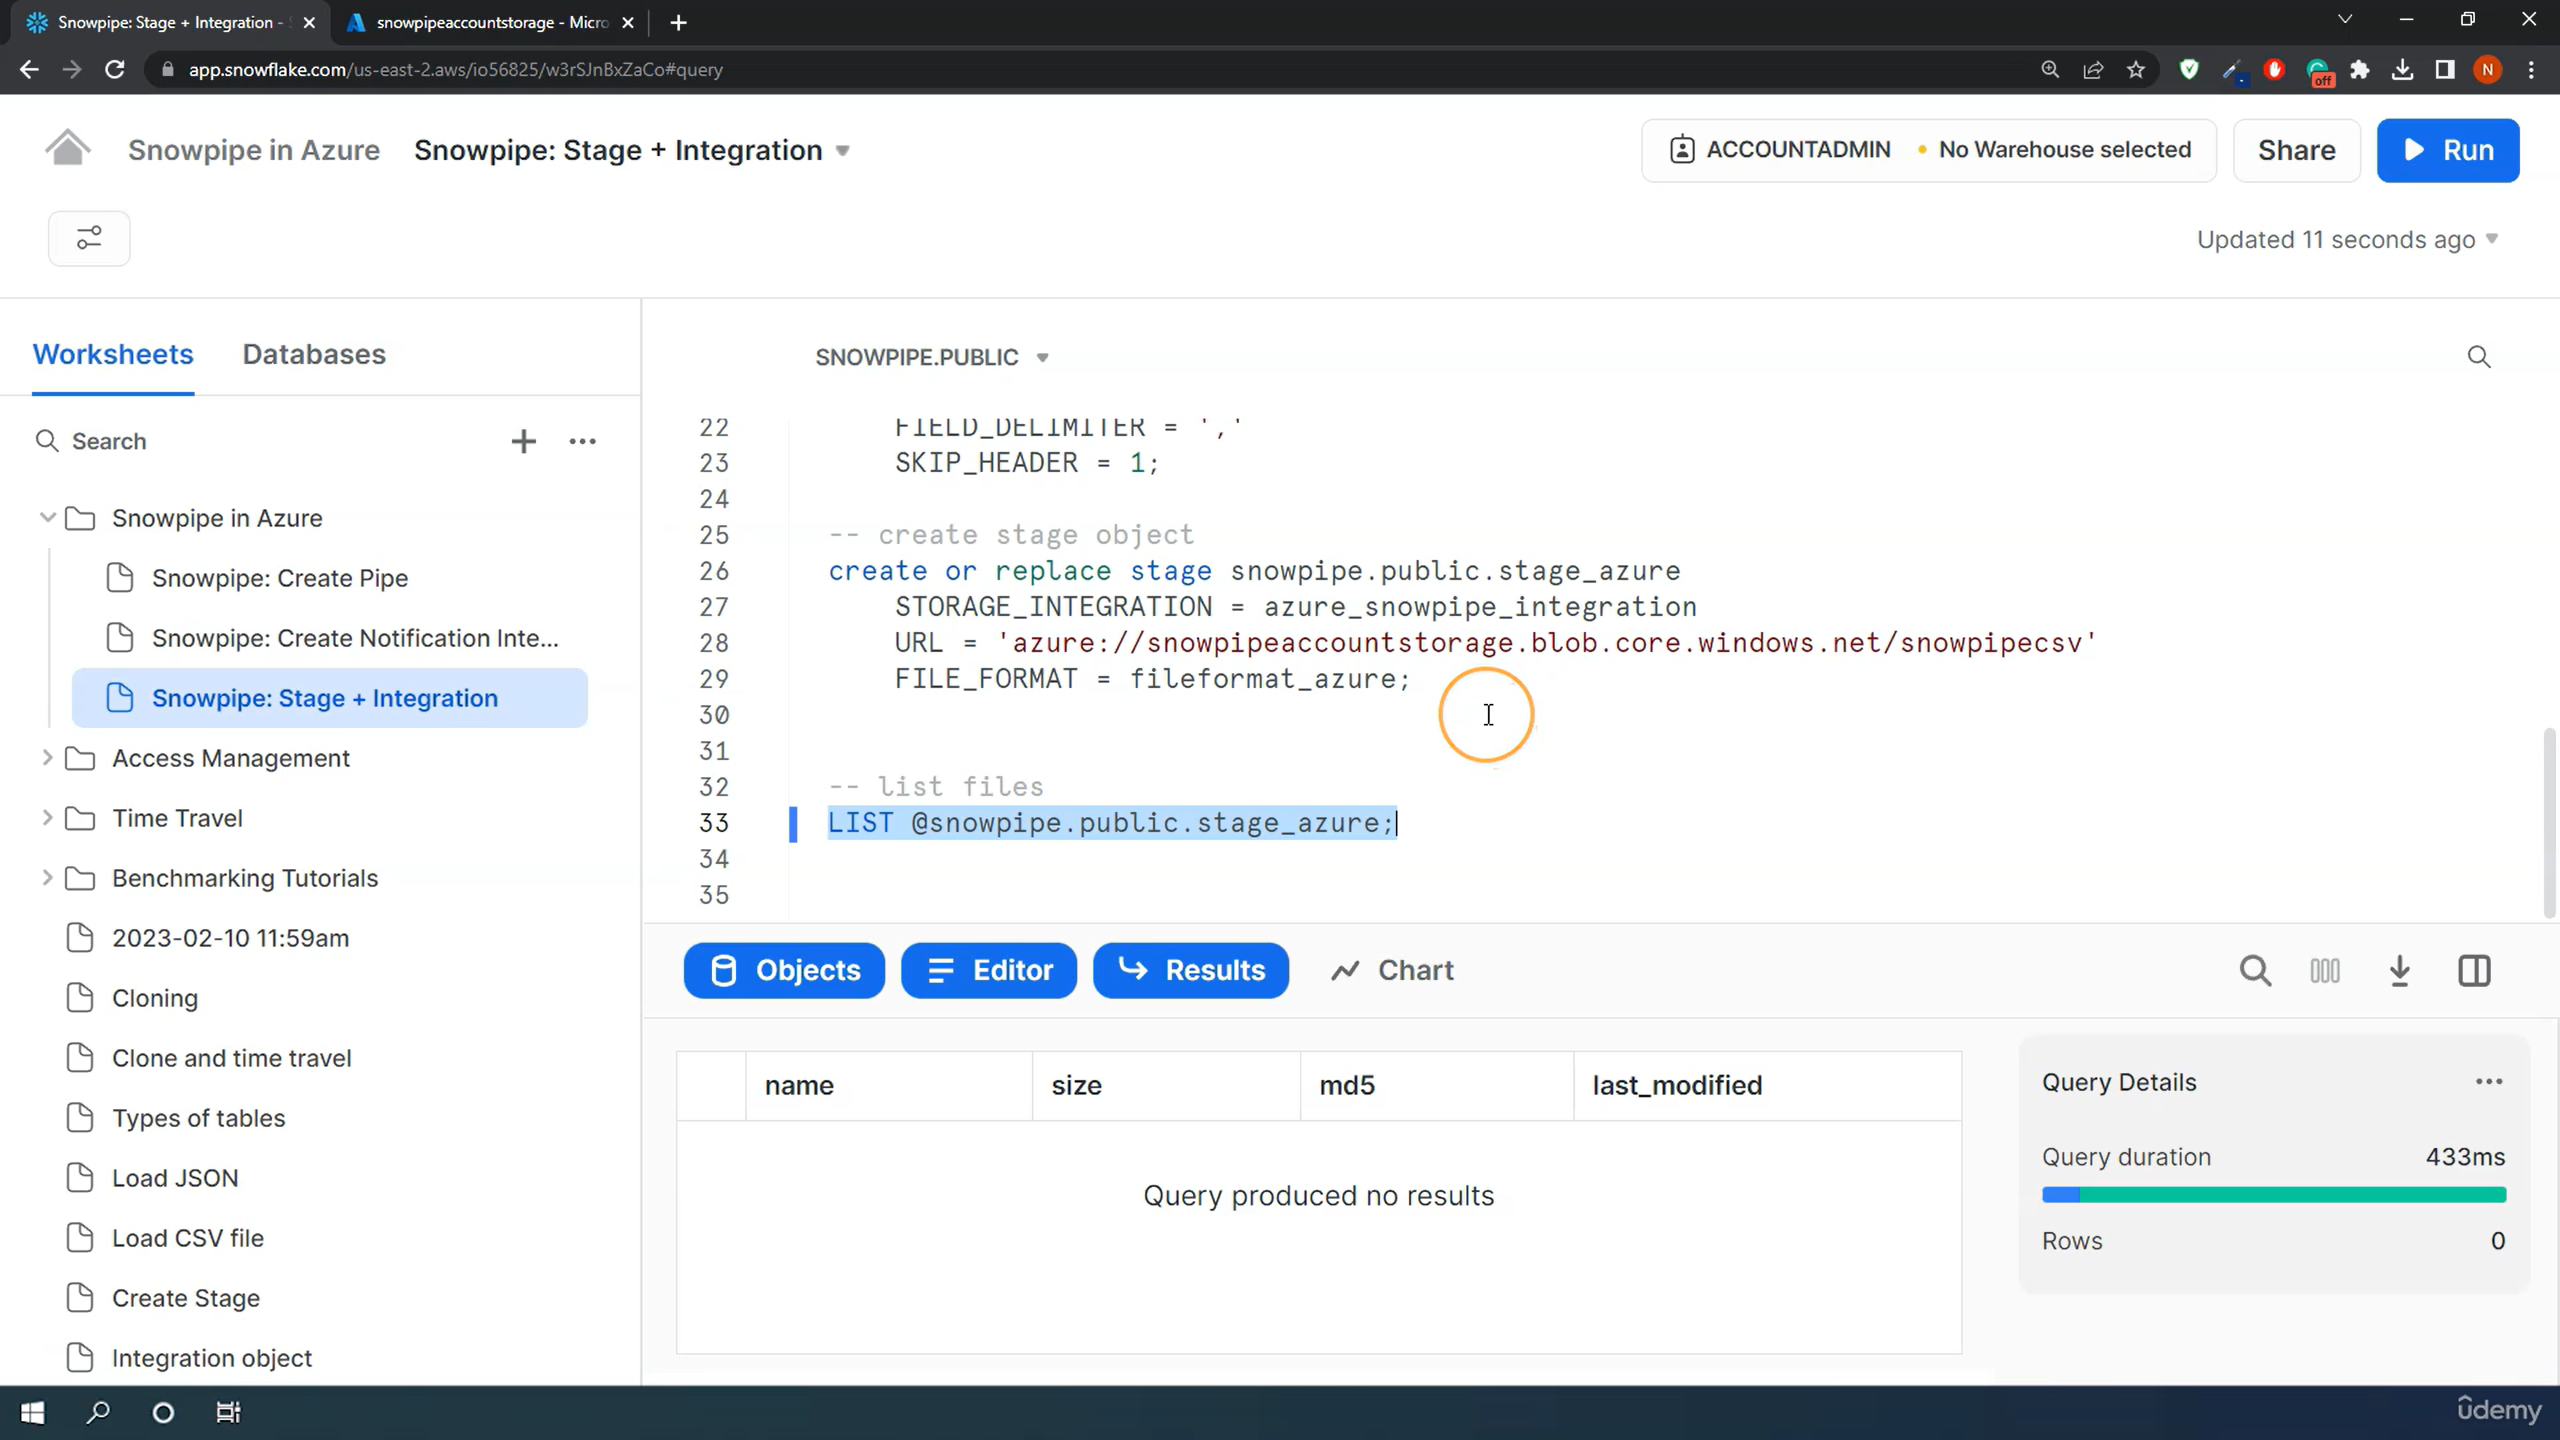 Snowpipe: Stage + Integration - S
snowpipeaccountstorage - Micro
app.snowflake.com/us-east-2.aws/io56825/w3rSJnBxZaCo#query
off
N
Snowpipe in Azure
Snowpipe: Stage + Integration
ACCOUNTADMIN
No Warehouse selected
Share
Run
Updated 11 seconds ago
Worksheets
Databases
Search
Snowpipe in Azure
Snowpipe: Create Pipe
Snowpipe: Create Notification Inte...
Snowpipe: Stage + Integration
Access Management
Time Travel
Benchmarking Tutorials
2023-02-10 11:59am
Cloning
Clone and time travel
Types of tables
Load JSON
Load CSV file
Create Stage
Integration object
SNOWPIPE.PUBLIC
22 FIELD_DELIMITER = ','
23 SKIP_HEADER = 1;
24
25 -- create stage object
26 create or replace stage snowpipe.public.stage_azure
27 STORAGE_INTEGRATION = azure_snowpipe_integration
28 URL = 'azure://snowpipeaccountstorage.blob.core.windows.net/snowpipecsv'
29 FILE_FORMAT = fileformat_azure;
30
31
32 -- list files
33 LIST @snowpipe.public.stage_azure;
34
35
Objects
Editor
Results
Chart
name size md5 last_modified
Query produced no results
Query Details
Query duration 433ms
Rows 0
ûdemy